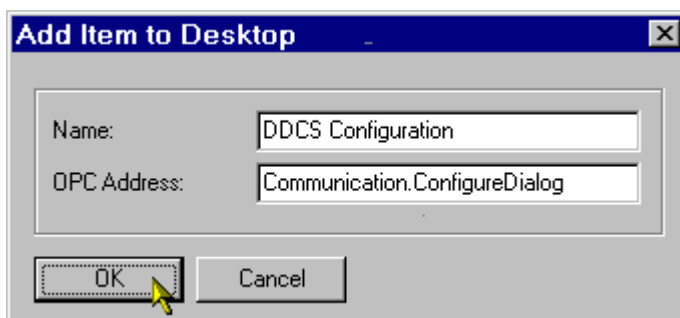 Add Item to Desktop
Name: DDCS Configuration
OPC Address: Communication.ConfigureDialog
OK Cancel